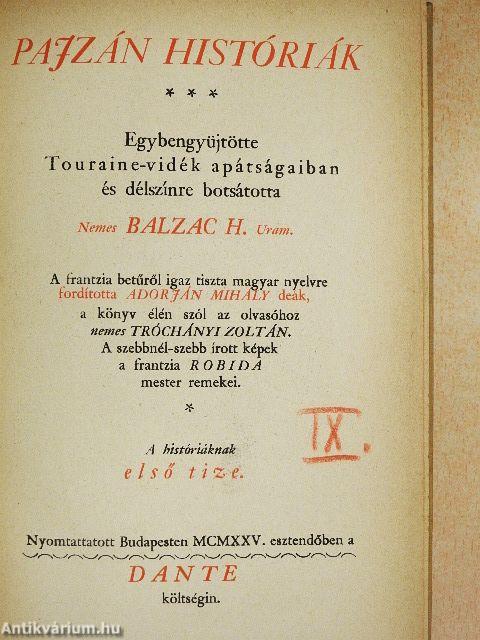 PAJZÁN HISTÓRIÁK
* * *
Egybengyüjtötte
Touraine-vidék apátságaiban
és délszínre botsátotta
Nemes BALZAC H. Uram.
A frantzia betűről igaz tiszta magyar nyelvre
fordította ADORJÁN MIHÁLY deák,
a könyv élén szól az olvasóhoz
nemes TRÓCHÁNYI ZOLTÁN.
A szebbnél-szebb írott képek
a frantzia ROBIDA
mester remekei.
*
IX.
A históriáknak
első tize.
Nyomtattatott Budapesten MCMXXV. esztendőben a
DANTE
költségin.
Antikvárium.hu